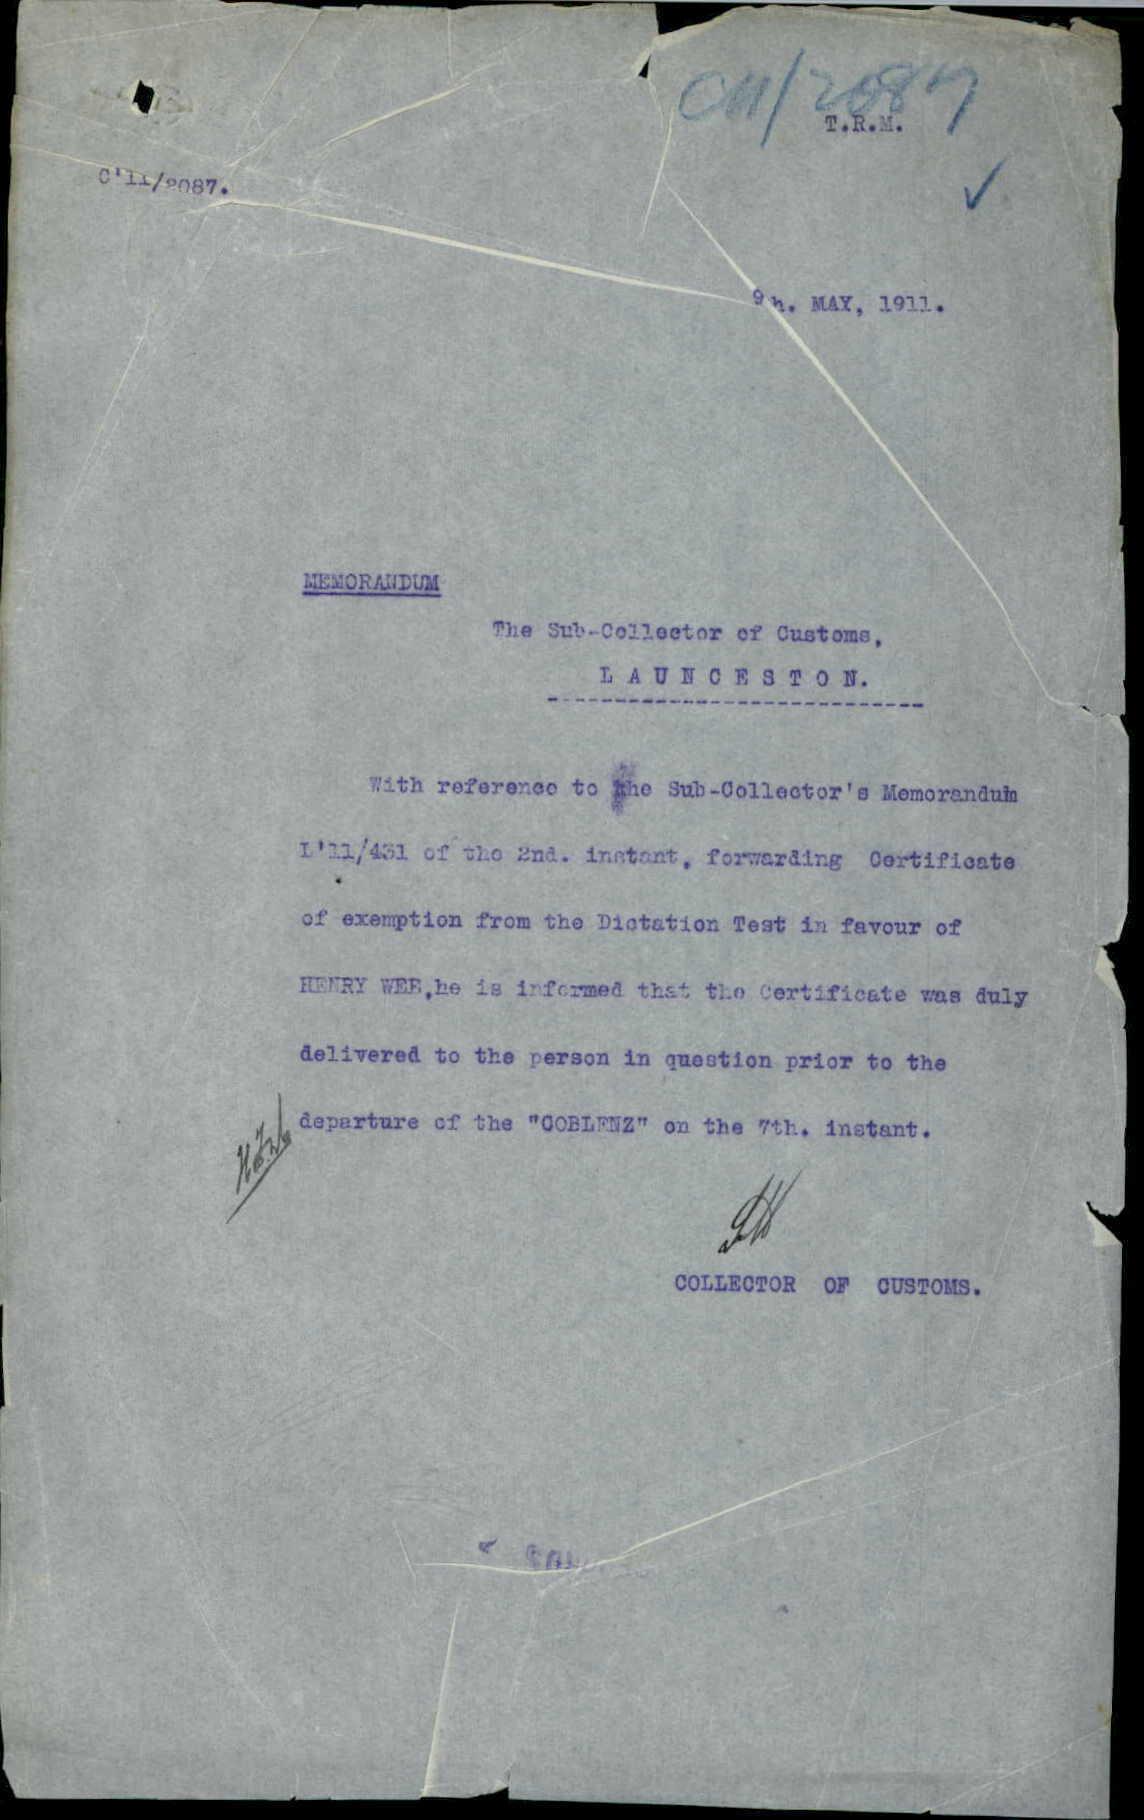 C11/2087
T.R.M.
C'11/2087.
9 h. MAY, 1911.
MEMORANDUM
The Sub-Collector of Customs,
LAUNCESTON.
With reference to the Sub-Collector's Memorandum
L'11/431 of the 2nd. instant, forwarding Certificate
of exemption from the Dictation Test in favour of
HENRY WEE,he is informed that the Certificate was duly
delivered to the person in question prior to the
departure of the "COBLENZ" on the 7th. instant.
COLLECTOR OF CUSTOMS.